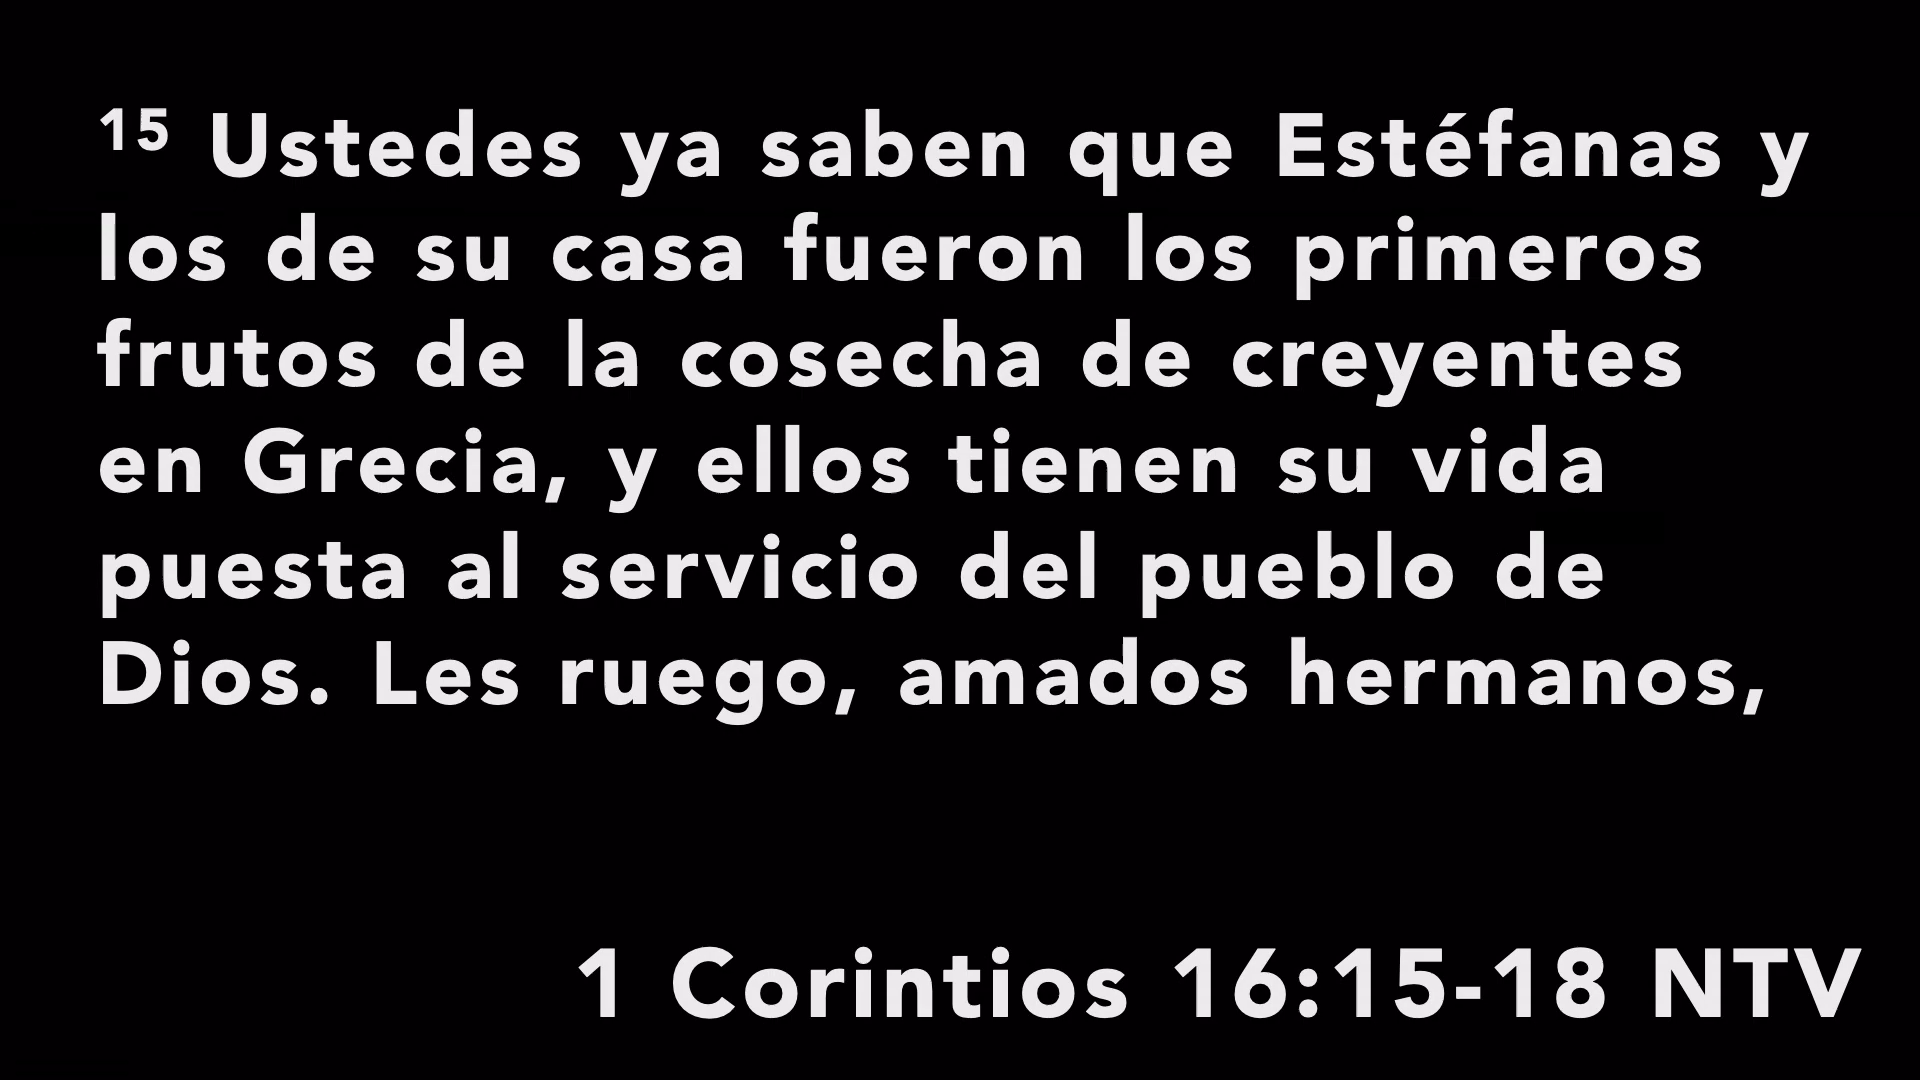 15 Ustedes ya saben que Estéfanas y
los de su casa fueron los primeros
frutos de la cosecha de creyentes
en Grecia, y ellos tienen su vida
puesta al servicio del pueblo de
Dios. Les ruego, amados hermanos,
1 Corintios 16:15-18 NTV